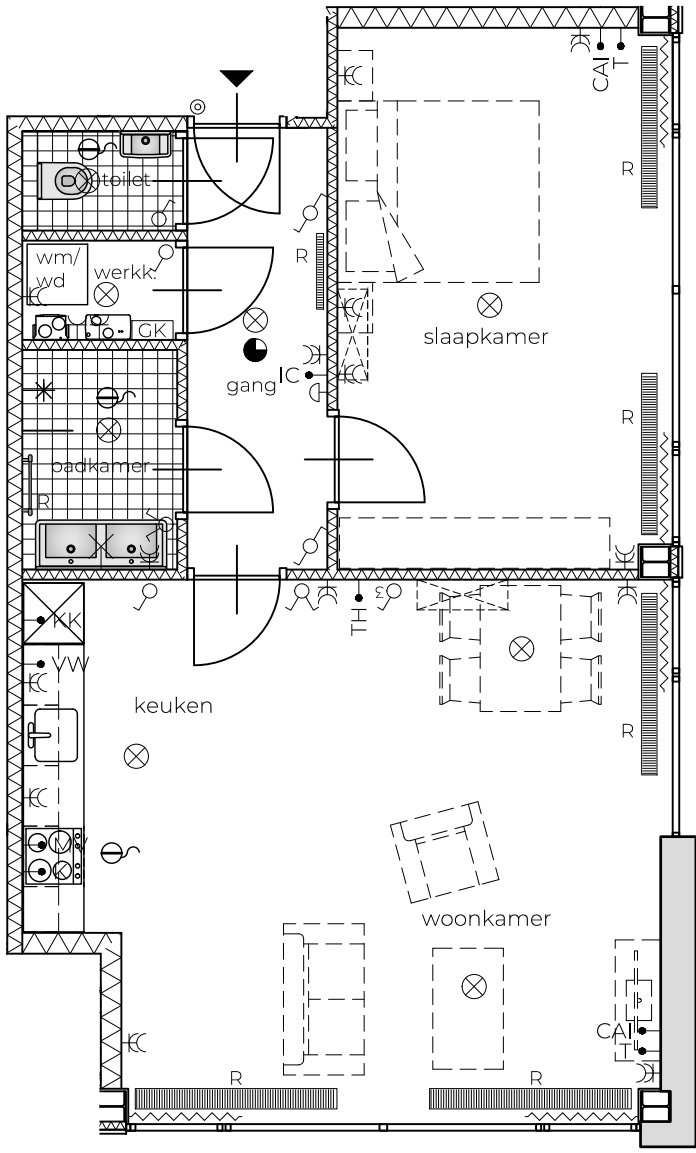 CAI
T
R
toilet
wm/
wd
werkk.
R
GK
slaapkamer
gang
IC
R
badkamer
R
KK
TH
VW
keuken
R
woonkamer
CAI
T
R
R